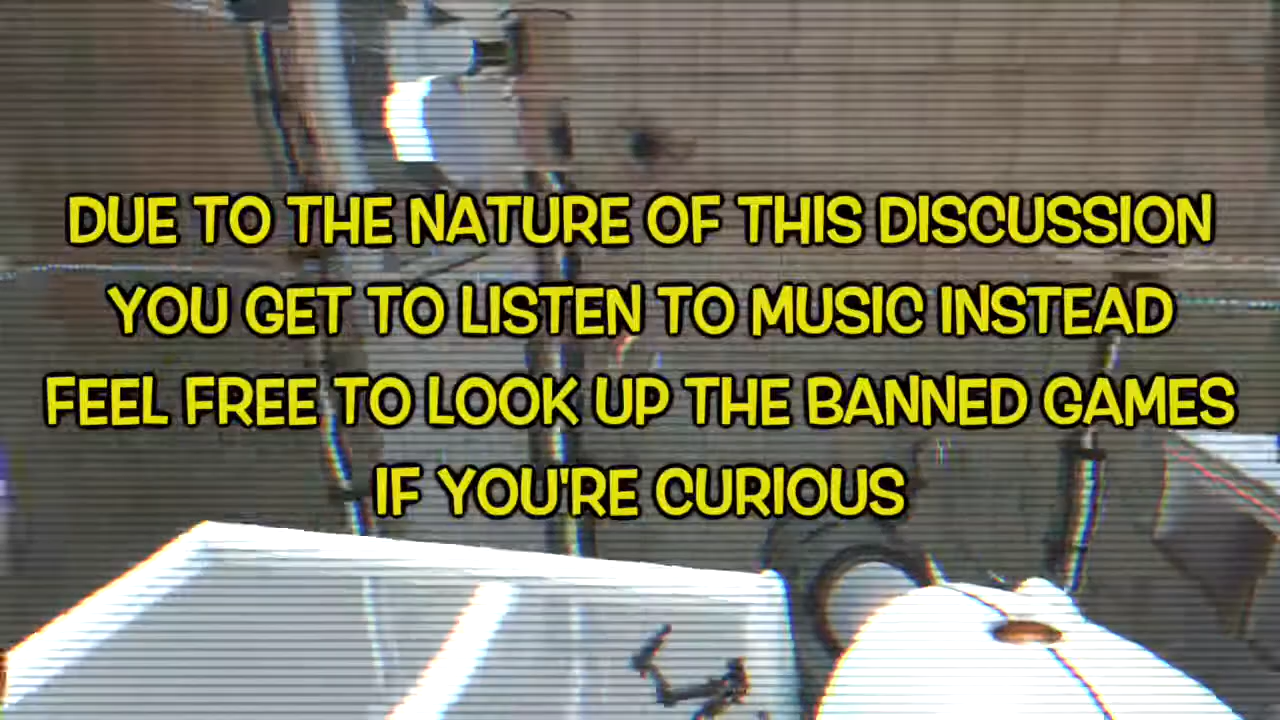 DUE TO THE NATURE OF THIS DISCUSSION
YOU GET TO LISTEN TO MUSIC INSTEAD
FEEL FREE TO LOOK UP THE BANNED GAMES
IF YOU'RE CURIOUS